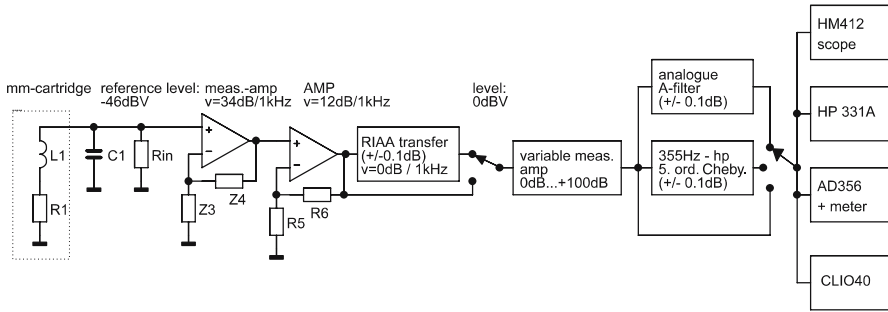 mm-cartridge
reference level:
-46dBV
meas.-amp
v=34dB/1kHz
AMP
v=12dB/1kHz
level:
0dBV
HM412
scope
analogue
A-filter
(+/- 0.1dB)
HP 331A
L1
C1
Rin
+
−
+
−
RIAA transfer
(+/-0.1dB)
v=0dB / 1kHz
variable meas.
amp
0dB...+100dB
355Hz - hp
5. ord. Cheby.
(+/- 0.1dB)
AD356
+ meter
R1
Z3
Z4
R5
R6
CLIO40